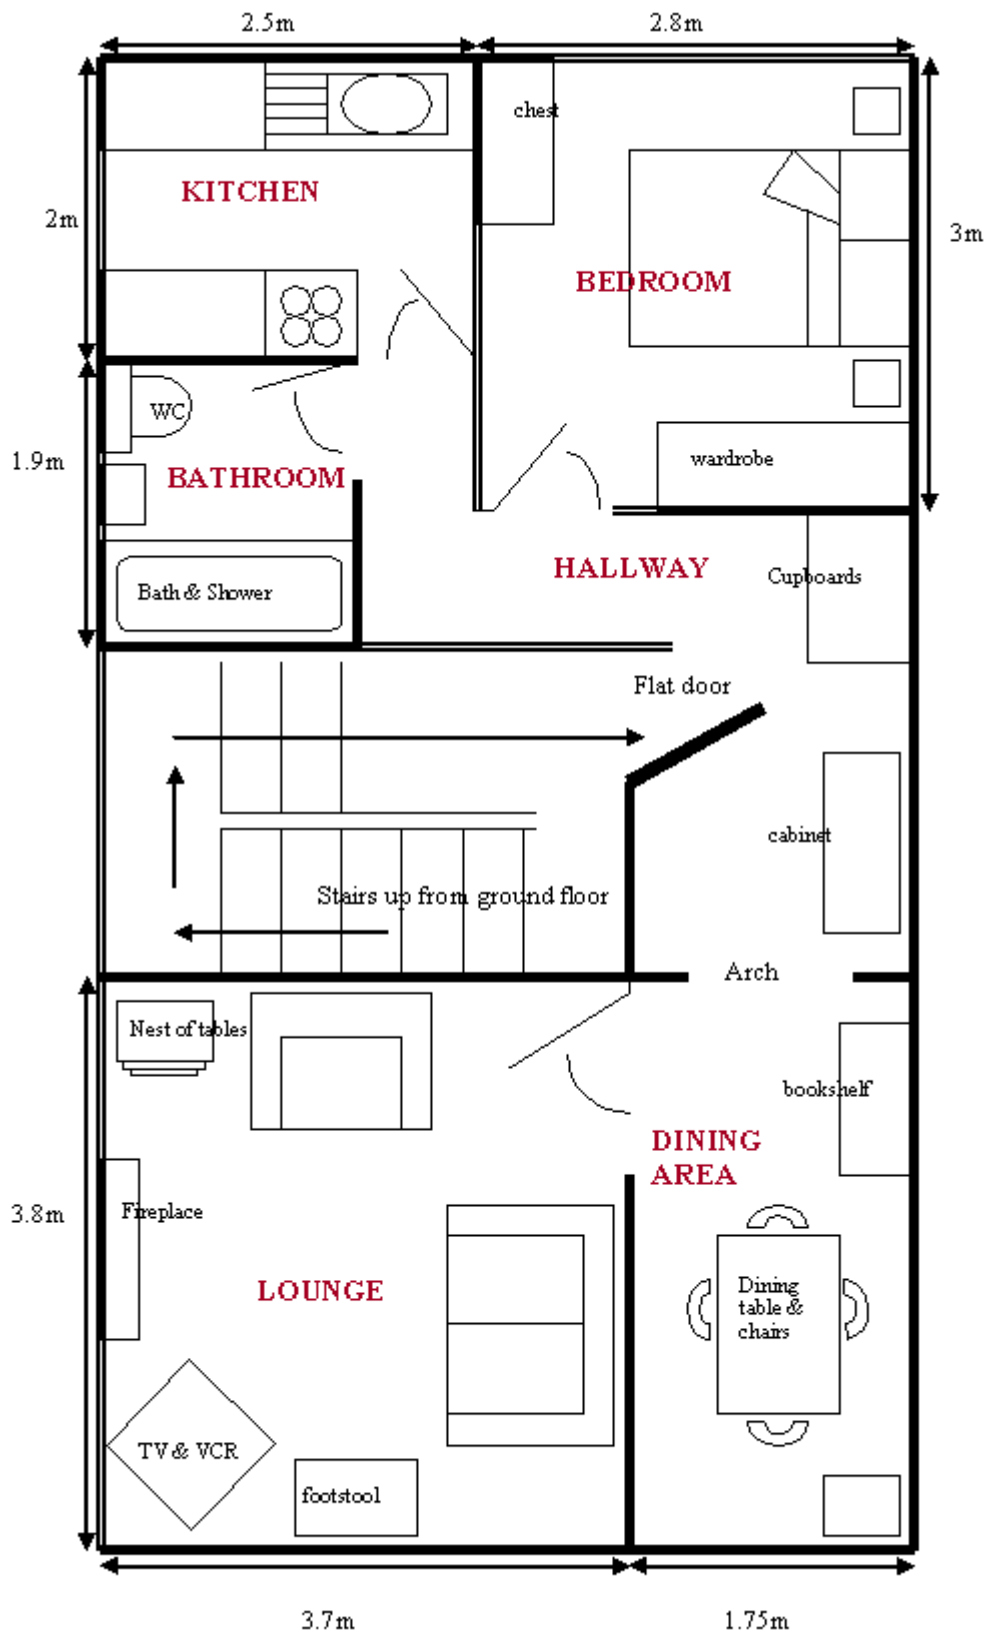 2.5m
2.8m
chest
KITCHEN
2m
3m
BEDROOM
WC
1.9m
BATHROOM
wardrobe
HALLWAY
Cupboards
Bath & Shower
Flat door
cabinet
Stairs up from ground floor
Arch
Nest of tables
bookshelf
DINING
AREA
3.8m
Fireplace
LOUNGE
Dining
table &
chairs
TV & VCR
footstool
3.7m
1.75m